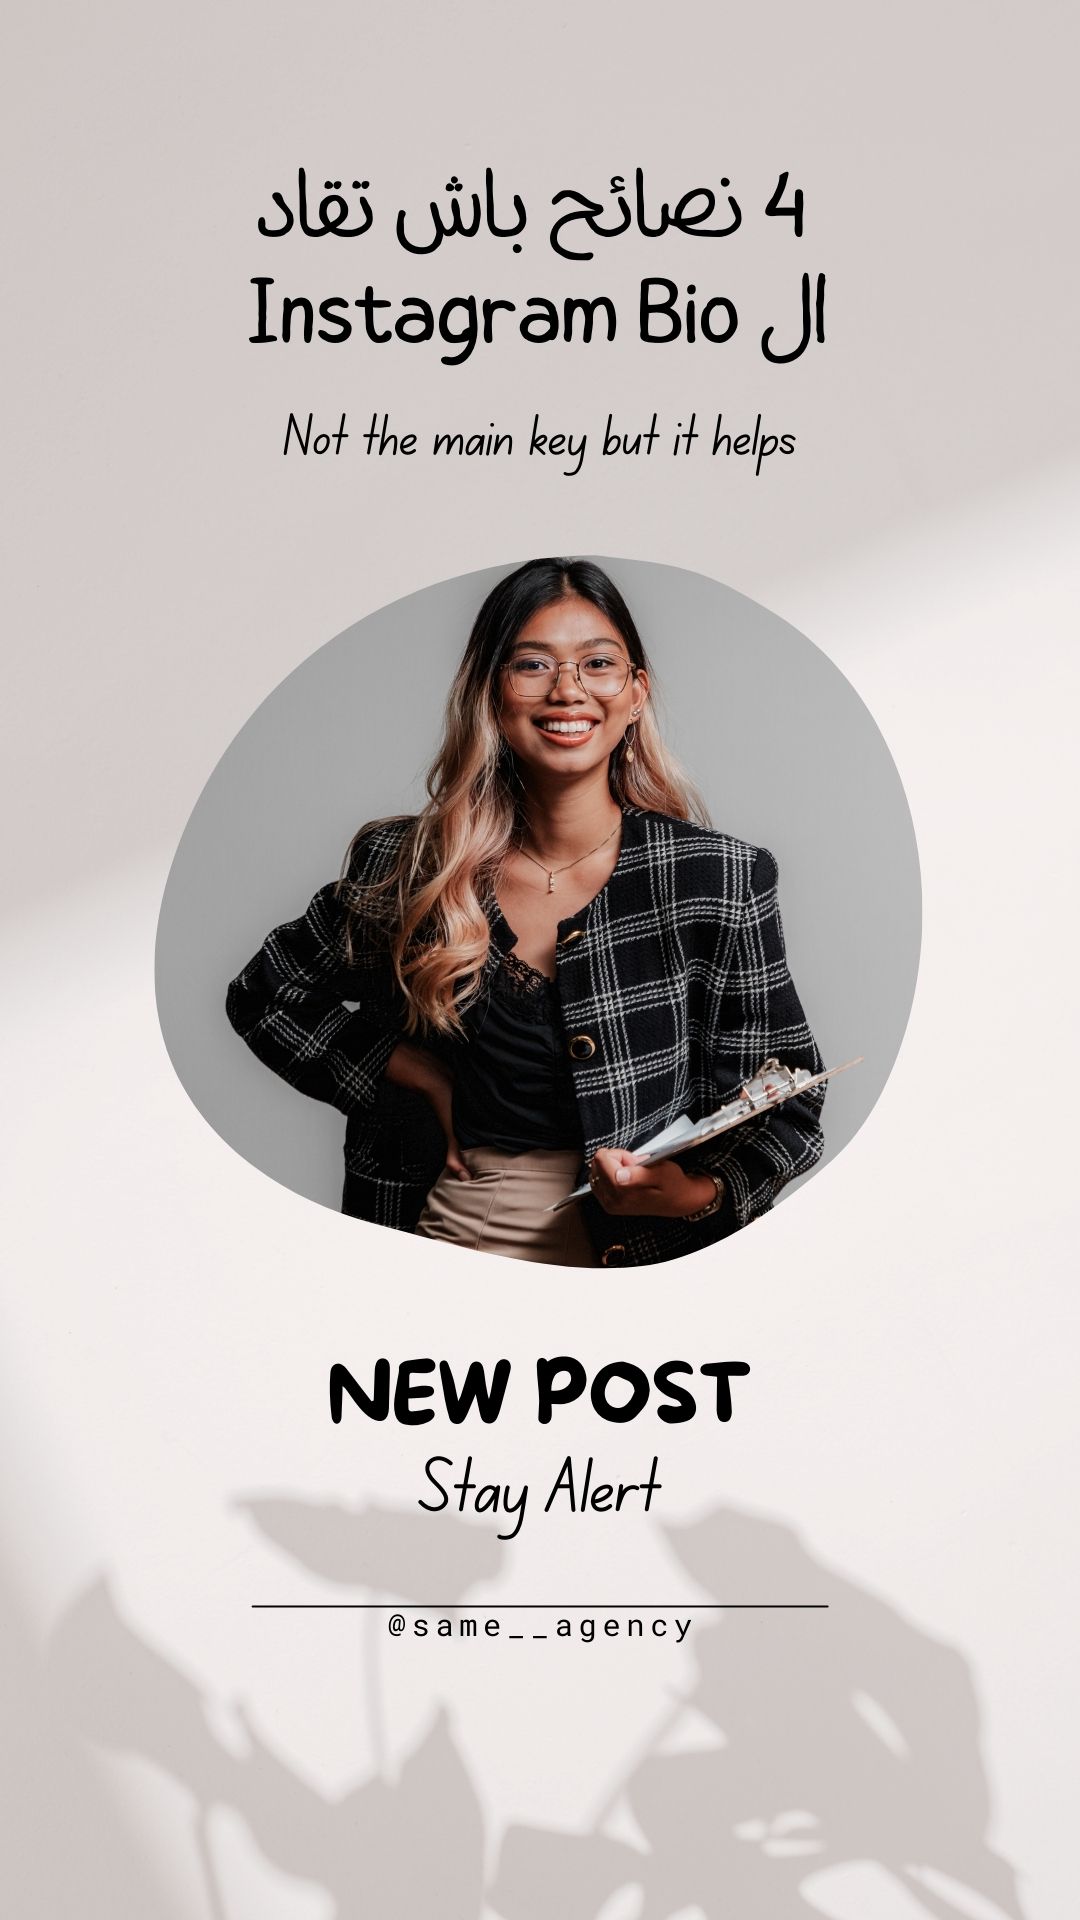 4 نصائح باش تقاد
ال Instagram Bio
Not the main key but it helps
NEW POST
Stay Alert
@same__agency